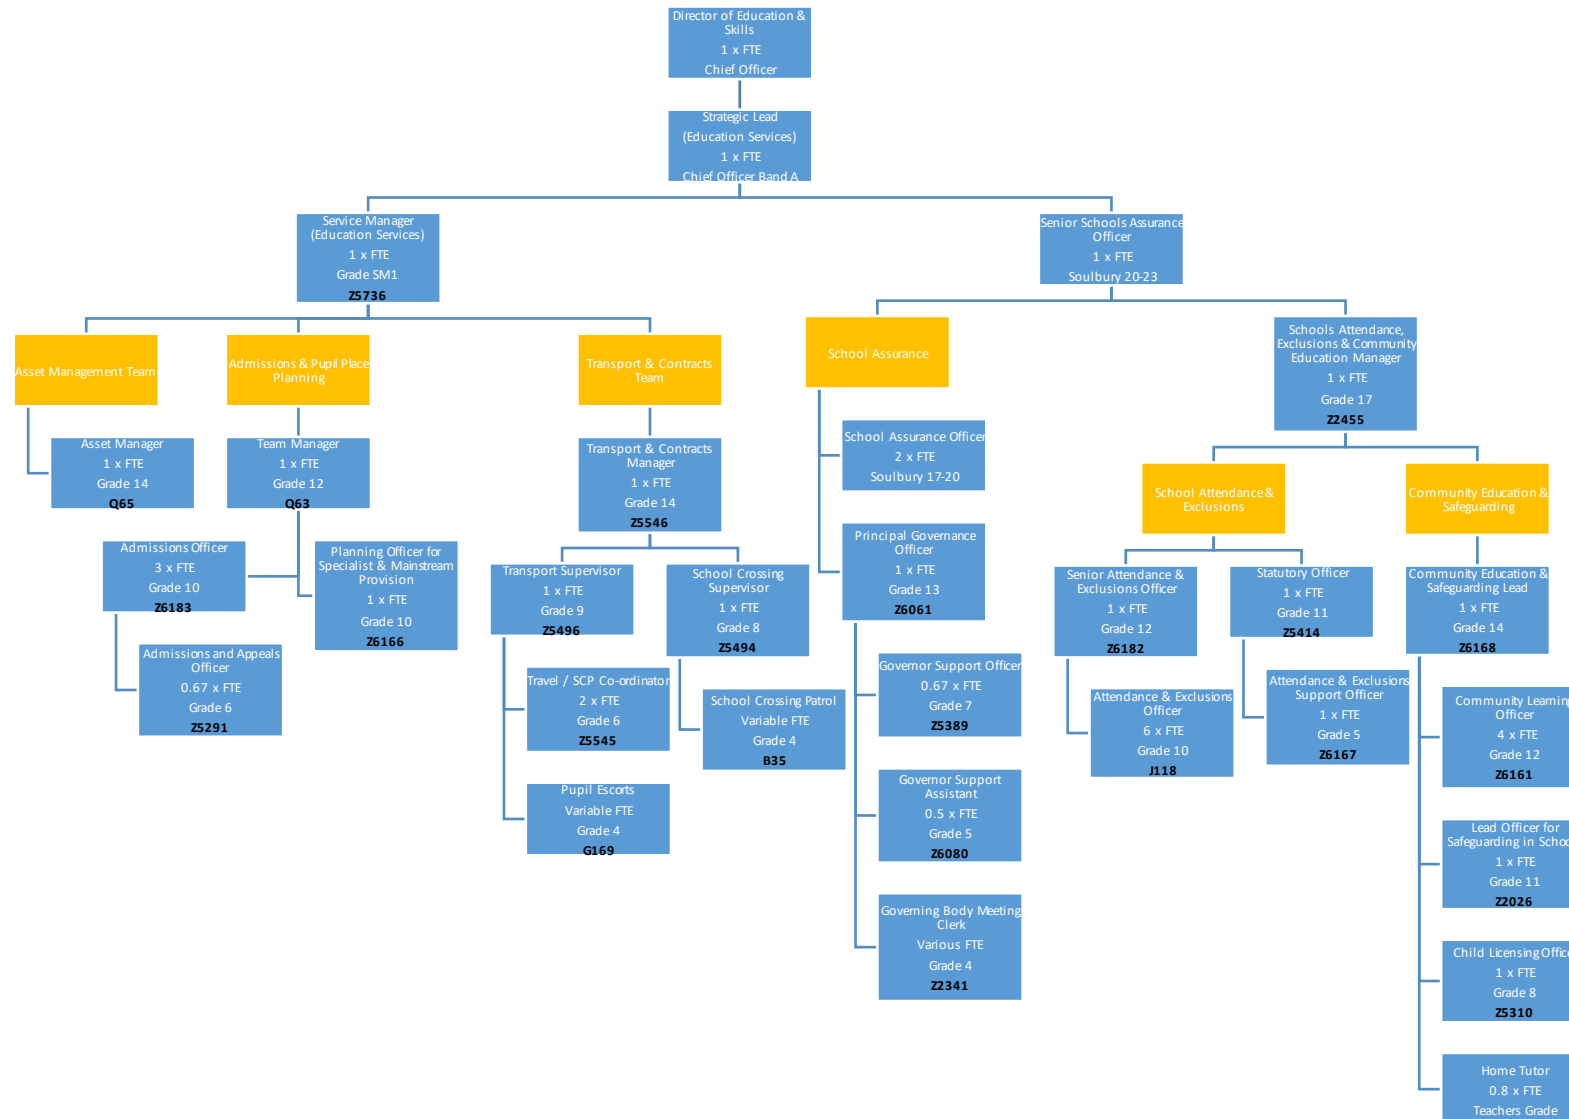 Director of Education &
Skills
1 x FTE
Chief Officer
Strategic Lead
(Education Services)
1 x FTE
Chief Officer Band A
Service Manager
(Education Services)
1 x FTE
Grade SM1
Z5736
Senior Schools Assurance
Officer
1 x FTE
Soulbury 20-23
Asset Management Team
Admissions & Pupil Place
Planning
Transport & Contracts
Team
School Assurance
Schools Attendance,
Exclusions & Community
Education Manager
1 x FTE
Grade 17
Z2455
Asset Manager
1 x FTE
Grade 14
Q65
Team Manager
1 x FTE
Grade 12
Q63
Admissions Officer
3 x FTE
Grade 10
Z6183
Planning Officer for
Specialist & Mainstream
Provision
1 x FTE
Grade 10
Z6166
Admissions and Appeals
Officer
0.67 x FTE
Grade 6
Z5291
Transport & Contracts
Manager
1 x FTE
Grade 14
Z5546
Transport Supervisor
1 x FTE
Grade 9
Z5496
School Crossing
Supervisor
1 x FTE
Grade 8
Z5494
Travel / SCP Co-ordinator
2 x FTE
Grade 6
Z5545
School Crossing Patrol
Variable FTE
Grade 4
B35
Pupil Escorts
Variable FTE
Grade 4
G169
School Assurance Officer
2 x FTE
Soulbury 17-20
Principal Governance
Officer
1 x FTE
Grade 13
Z6061
Governor Support Officer
0.67 x FTE
Grade 7
Z5389
Governor Support
Assistant
0.5 x FTE
Grade 5
Z6080
Governing Body Meeting
Clerk
Various FTE
Grade 4
Z2341
School Attendance &
Exclusions
Community Education &
Safeguarding
Senior Attendance &
Exclusions Officer
1 x FTE
Grade 12
Z6182
Statutory Officer
1 x FTE
Grade 11
Z5414
Community Education &
Safeguarding Lead
1 x FTE
Grade 14
Z6168
Attendance & Exclusions
Officer
6 x FTE
Grade 10
J118
Attendance & Exclusions
Support Officer
1 x FTE
Grade 5
Z6167
Community Learning
Officer
4 x FTE
Grade 12
Z6161
Lead Officer for
Safeguarding in
1 x FTE
Grade 11
Z2026
Child Licensing
1 x FTE
Grade 8
Z5310
Home Tutor
0.8 x FTE
Teachers Grade